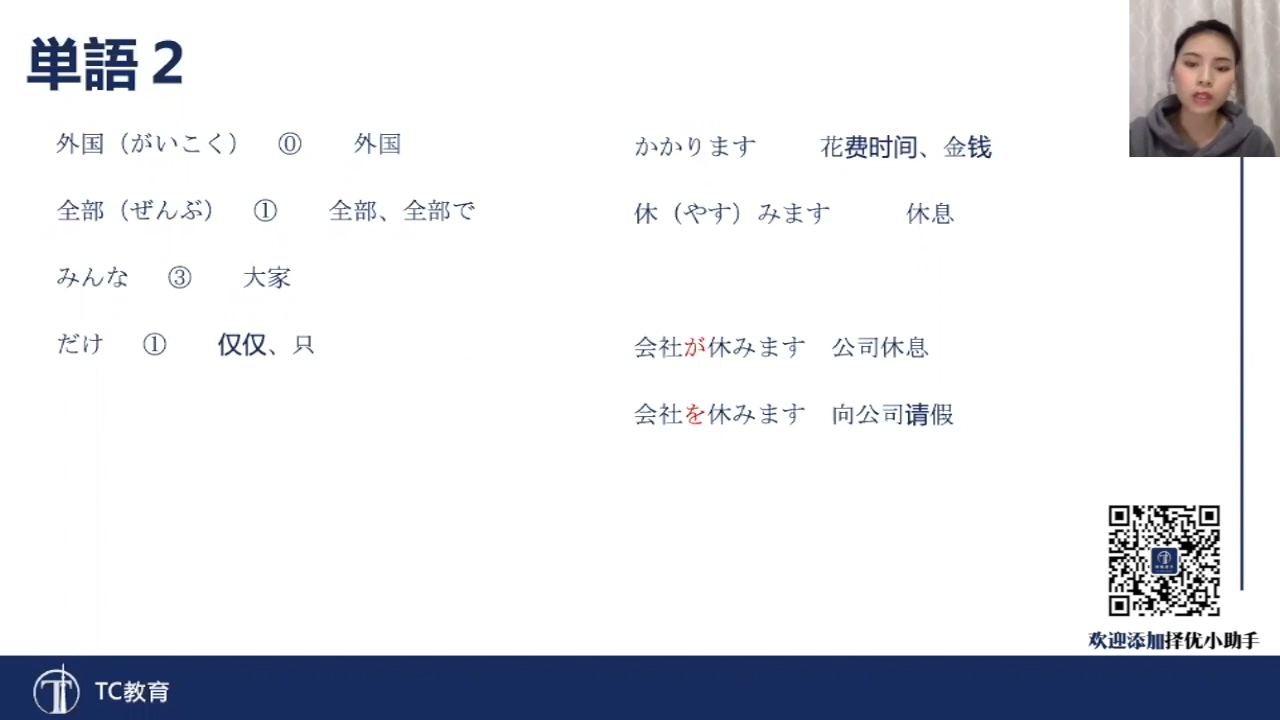 単語２
外国（がいこく） ⓪ 外国
全部（ぜんぶ） ① 全部、全部で
みんな ③ 大家
だけ ① 仅仅、只
かかります 花费时间、金钱
休（やす）みます 休息
会社が休みます 公司休息
会社を休みます 向公司请假
欢迎添加择优小助手
TC教育